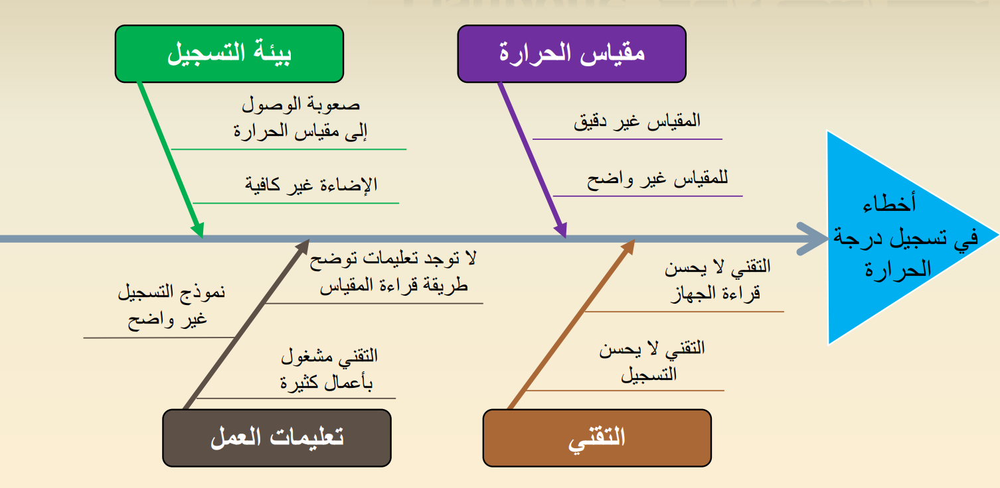 مقياس الحرارة
المقياس غير دقيق
للمقياس غير واضح
بيئة التسجيل
صعوبة الوصول
إلى مقياس الحرارة
الإضاءة غير كافية
أخطاء
في تسجيل درجة
الحرارة
التقني لا يحسن
قراءة الجهاز
التقني لا يحسن
التسجيل
التقني
لا توجد تعليمات توضح
طريقة قراءة المقياس
نموذج التسجيل
غير واضح
التقني مشغول
بأعمال كثيرة
تعليمات العمل